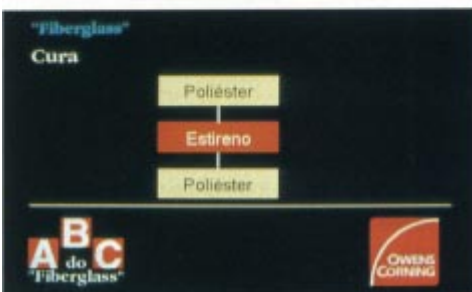 "Fiberglass"
Cura
Poliéster
Estireno
Poliéster
A B C
do
"Fiberglass"
OWENS
CORNING